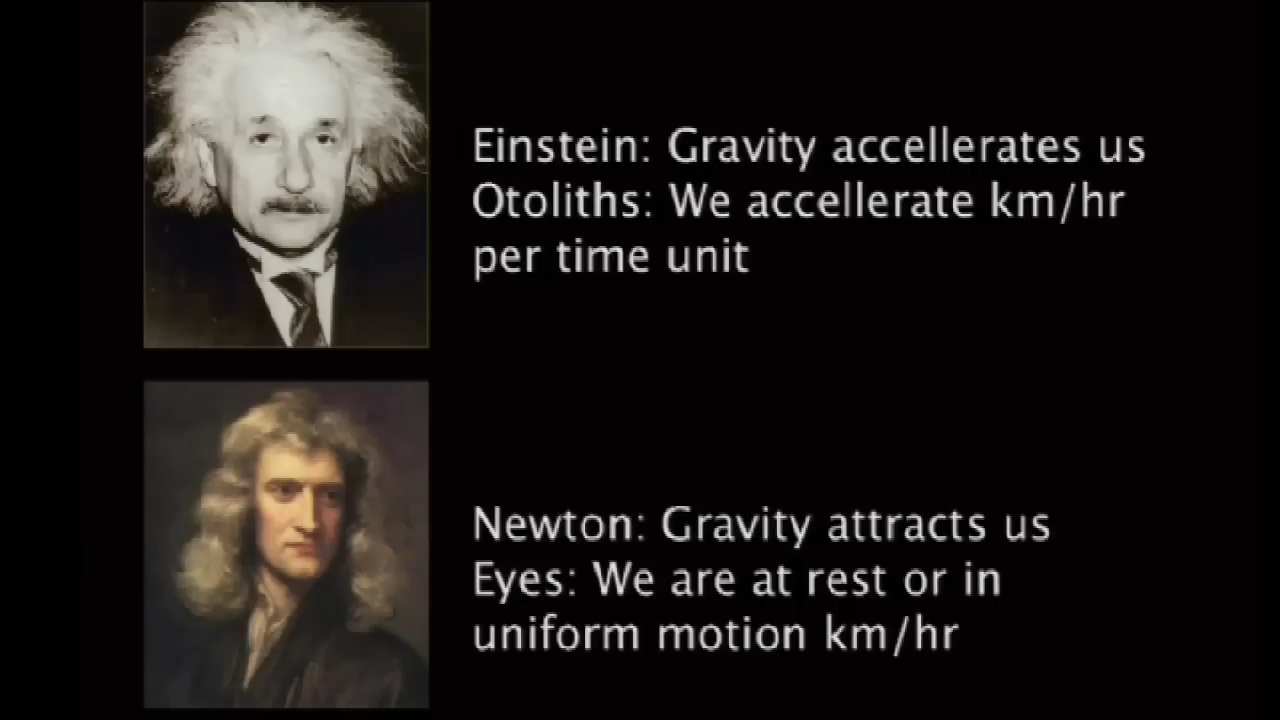 Einstein: Gravity accellerates us
Otoliths: We accellerate km/hr
per time unit
Newton: Gravity attracts us
Eyes: We are at rest or in
uniform motion km/hr